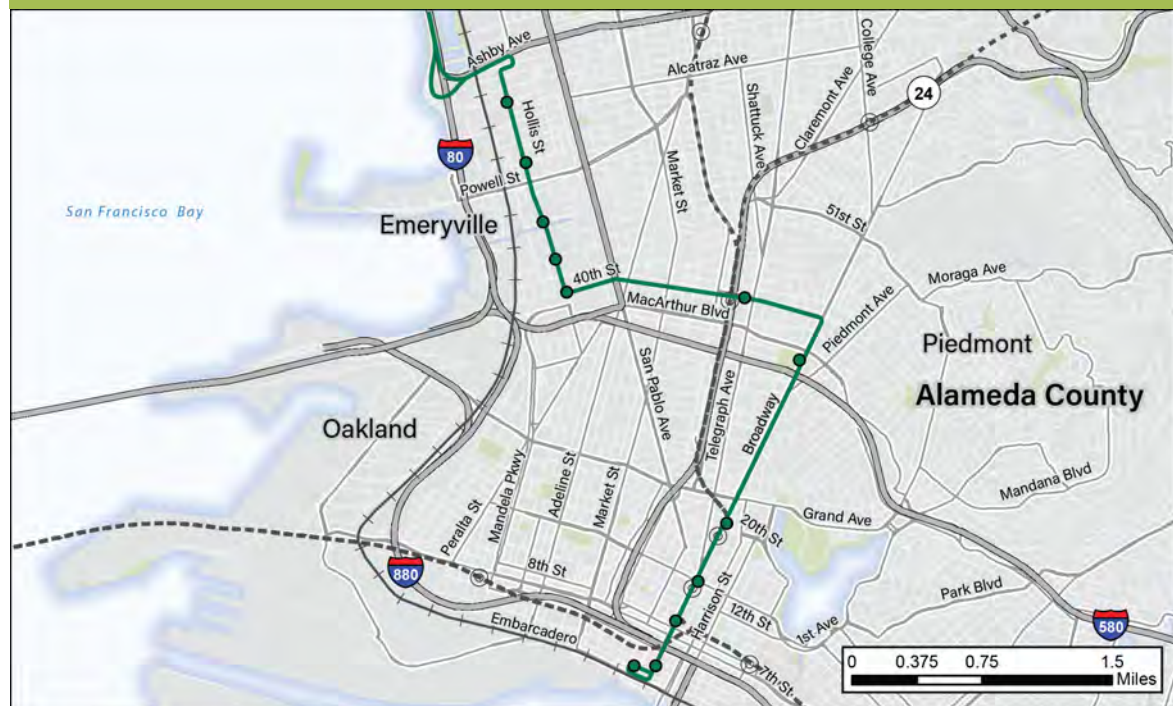 Ashby Ave
Alcatraz Ave
College Ave
Claremont Ave
Shattuck Ave
24
Hollis St
80
Market St
Powell St
San Francisco Bay
Emeryville
51st St
Moraga Ave
40th St
MacArthur Blvd
Piedmont Ave
Piedmont
Alameda County
San Pablo Ave
Telegraph Ave
Broadway
Oakland
Mandana Blvd
Peralta St
Mandela Pkwy
Adeline St
Market St
Grand Ave
20th St
880
8th St
Harrison St
12th St
1st Ave
Park Blvd
580
Embarcadero
7th St
0 0.375 0.75 1.5
Miles